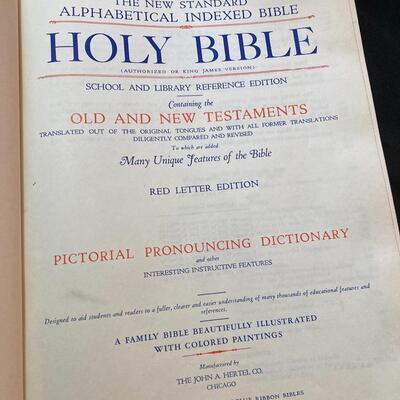 THE NEW STANDARD
ALPHABETICAL INDEXED BIBLE
HOLY BIBLE
(AUTHORIZED OR KING JAMES VERSION)
SCHOOL AND LIBRARY REFERENCE EDITION
Containing the
OLD AND NEW TESTAMENTS
TRANSLATED OUT OF THE ORIGINAL TONGUES AND WITH ALL FORMER TRANSLATIONS
DILIGENTLY COMPARED AND REVISED
To which are added
Many Unique Features of the Bible
RED LETTER EDITION
PICTORIAL PRONOUNCING DICTIONARY
and other
INTERESTING INSTRUCTIVE FEATURES
Designed to aid students and readers to a fuller, clearer and easier understanding of many thousands of educational features and
references.
A FAMILY BIBLE BEAUTIFULLY ILLUSTRATED
WITH COLORED PAINTINGS
Manufactured by
THE JOHN A. HERTEL CO.
CHICAGO
BLUE RIBBON BIBLES